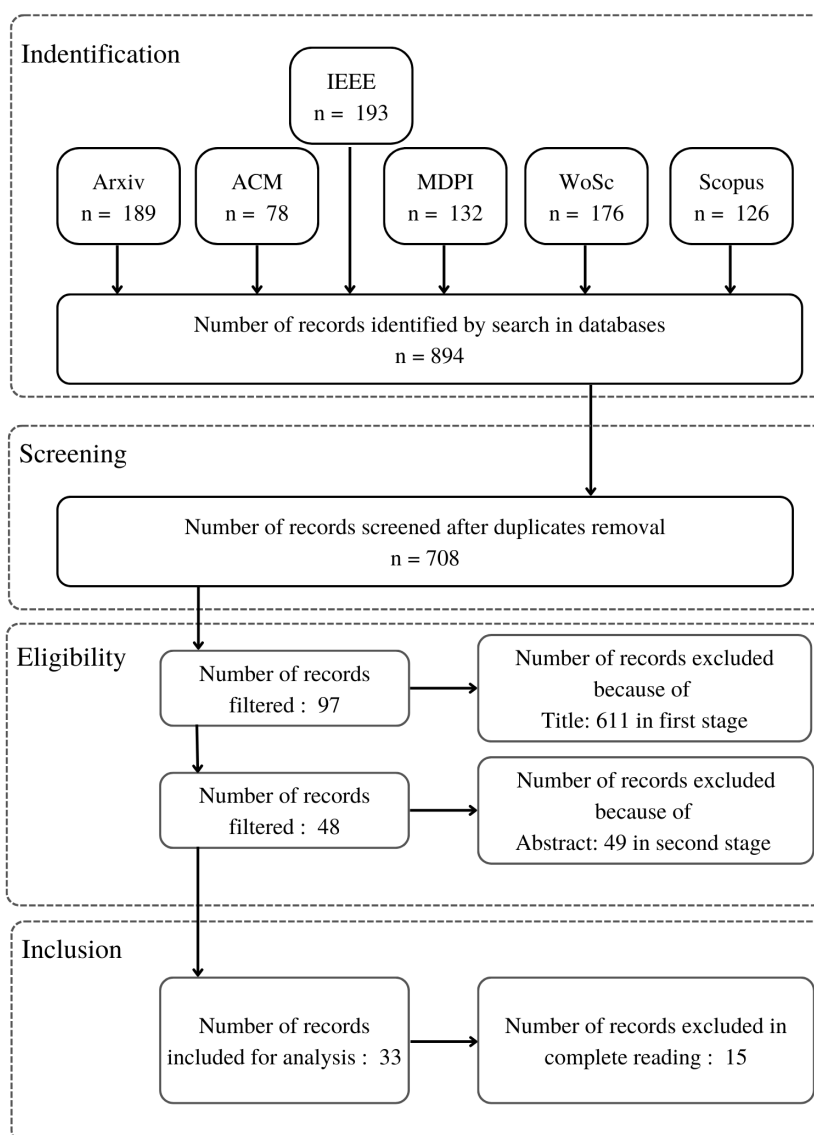 Indentification
IEEE
n =  193
Arxiv
n =  189
ACM
n =  78
MDPI
n =  132
WoSc
n =  176
Scopus
n =  126
Number of records identified by search in databases
n = 894
Screening
Number of records screened after duplicates removal
n = 708
Eligibility
Number of records
filtered :  97
Number of records excluded
because of
Title: 611 in first stage
Number of records
filtered :  48
Number of records excluded
because of
Abstract: 49 in second stage
Inclusion
Number of records
included for analysis :  33
Number of records excluded in
complete reading :  15